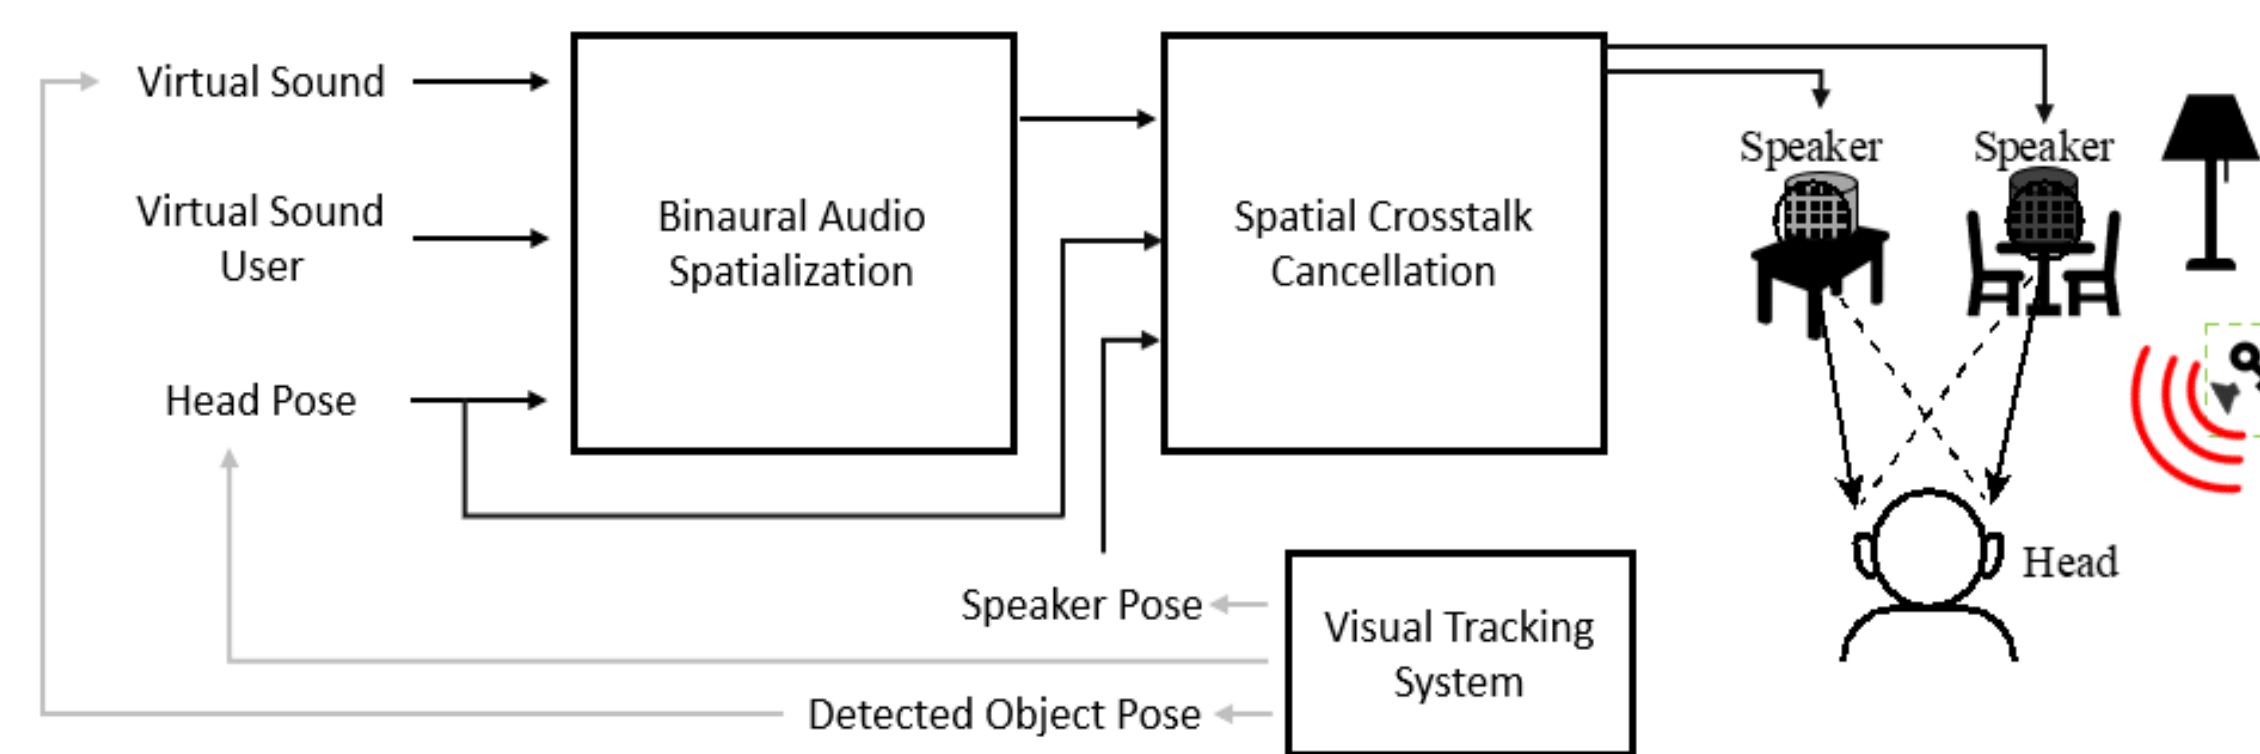 Virtual Sound
Virtual Sound
User
Head Pose
Binaural Audio
Spatialization
Spatial Crosstalk
Cancellation
Speaker
Speaker
Head
Speaker Pose
Visual Tracking
System
Detected Object Pose